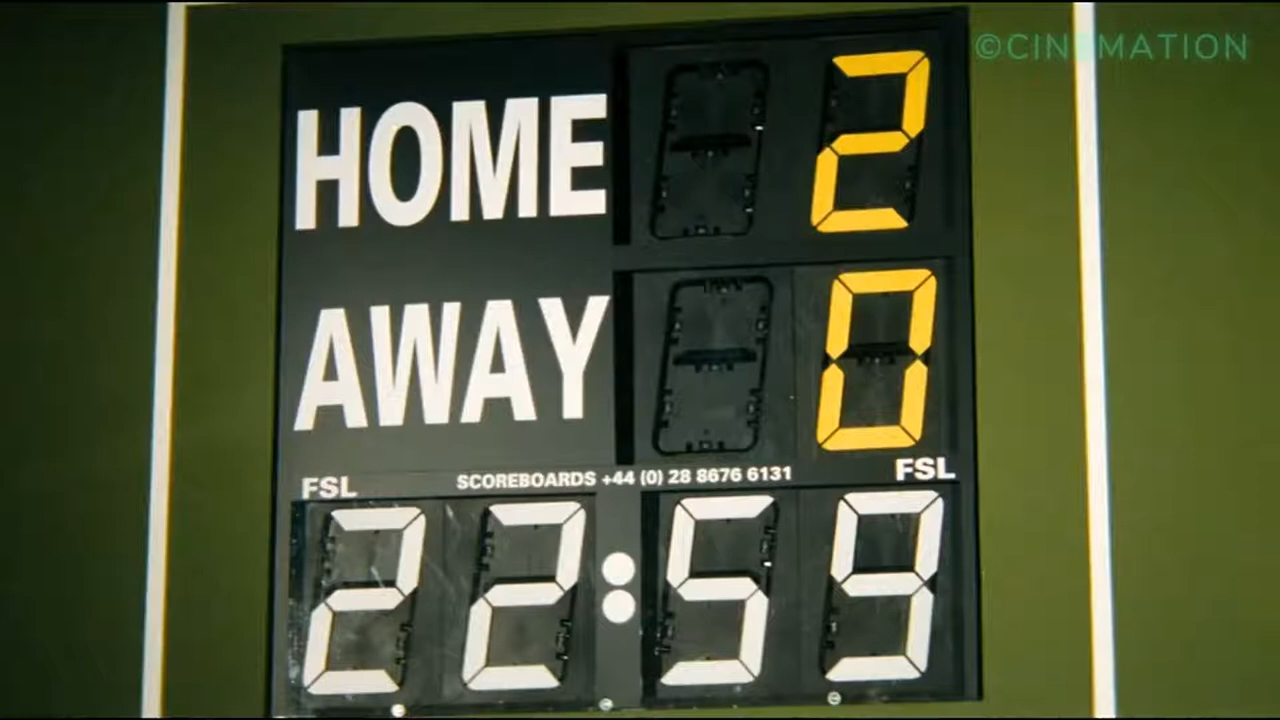 ©CINEMATION
HOME 2
AWAY 0
FSL SCOREBOARDS +44 (0) 28 8676 6131 FSL
22:59